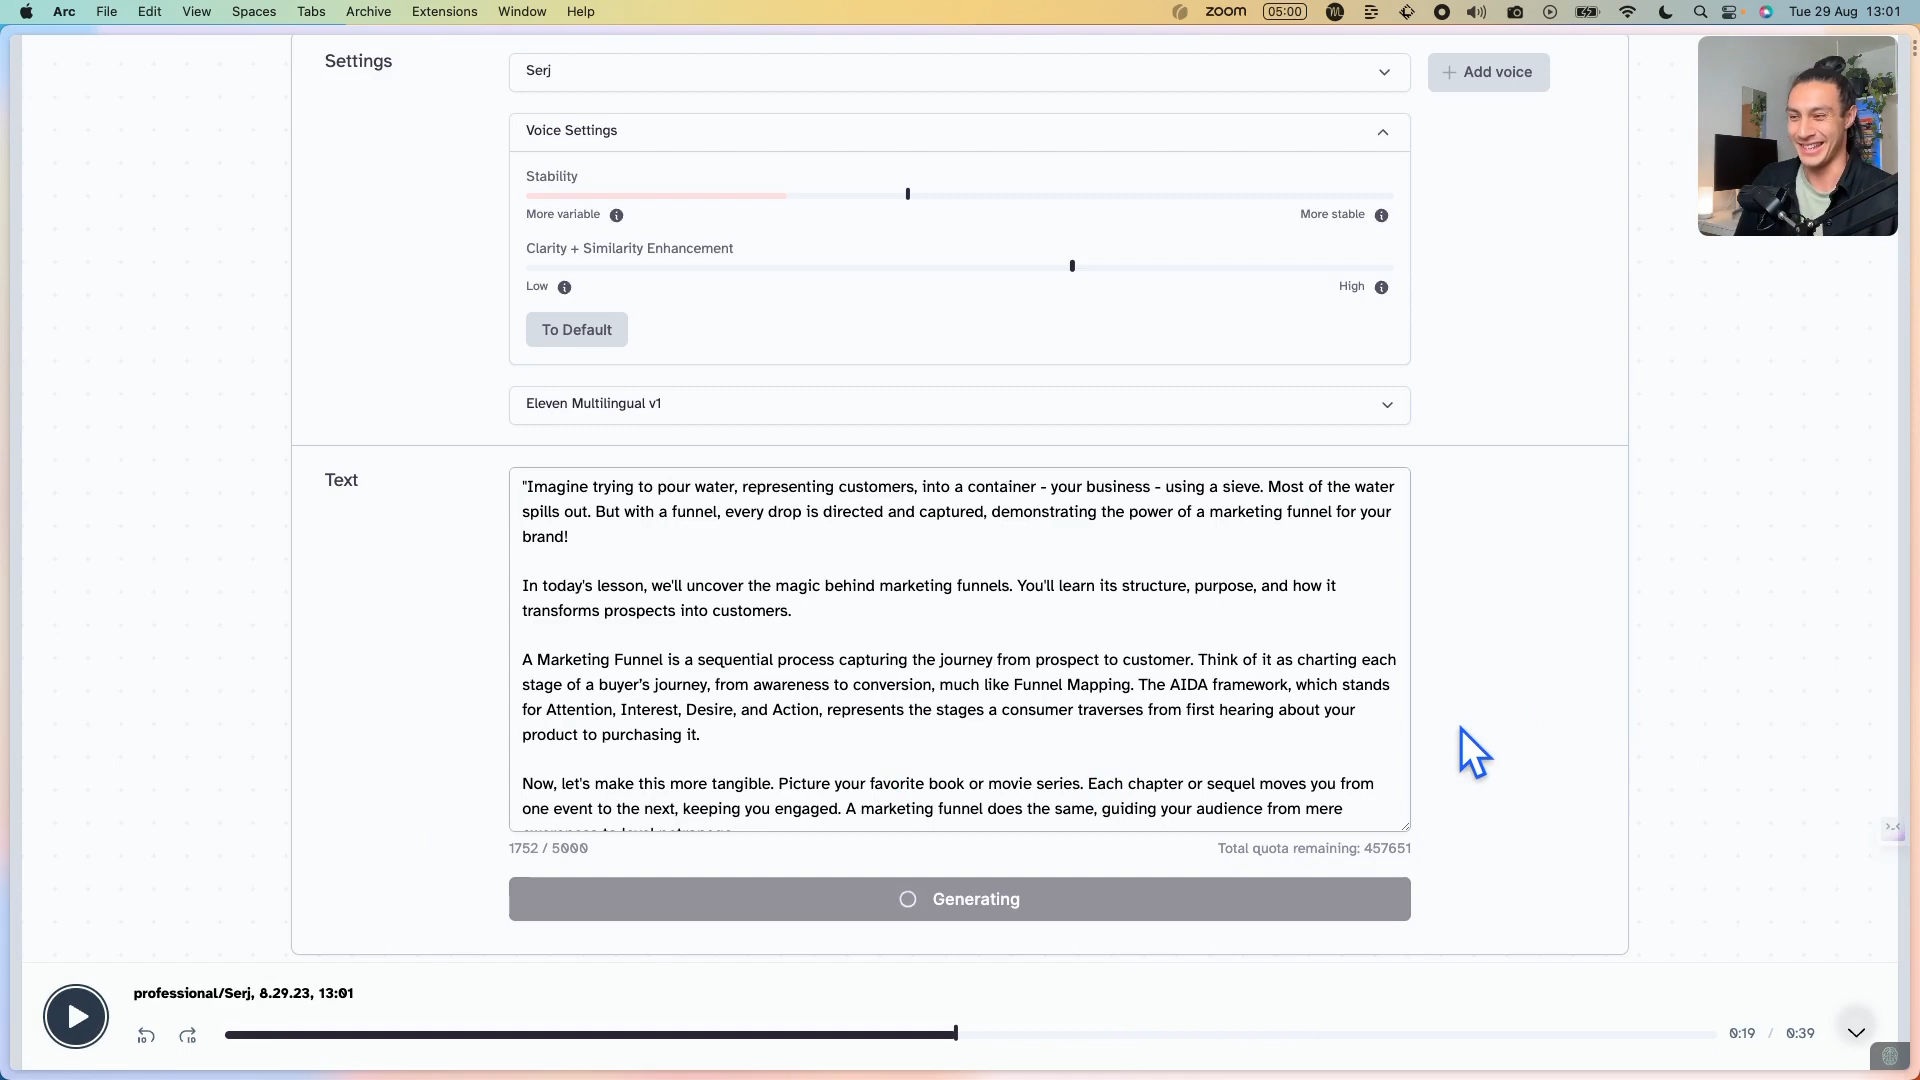 Arc File Edit View Spaces Tabs Archive Extensions Window Help zoom 05:00 Tue 29 Aug 13:01
Settings
Serj
+ Add voice
Voice Settings
Stability
More variable More stable
Clarity + Similarity Enhancement
Low High
To Default
Eleven Multilingual v1
Text
"Imagine trying to pour water, representing customers, into a container - your business - using a sieve. Most of the water
spills out. But with a funnel, every drop is directed and captured, demonstrating the power of a marketing funnel for your
brand!
In today's lesson, we'll uncover the magic behind marketing funnels. You'll learn its structure, purpose, and how it
transforms prospects into customers.
A Marketing Funnel is a sequential process capturing the journey from prospect to customer. Think of it as charting each
stage of a buyer's journey, from awareness to conversion, much like Funnel Mapping. The AIDA framework, which stands
for Attention, Interest, Desire, and Action, represents the stages a consumer traverses from first hearing about your
product to purchasing it.
Now, let's make this more tangible. Picture your favorite book or movie series. Each chapter or sequel moves you from
one event to the next, keeping you engaged. A marketing funnel does the same, guiding your audience from mere
1752 / 5000 Total quota remaining: 457651
Generating
professional/Serj, 8.29.23, 13:01
10 10 0:19 / 0:39